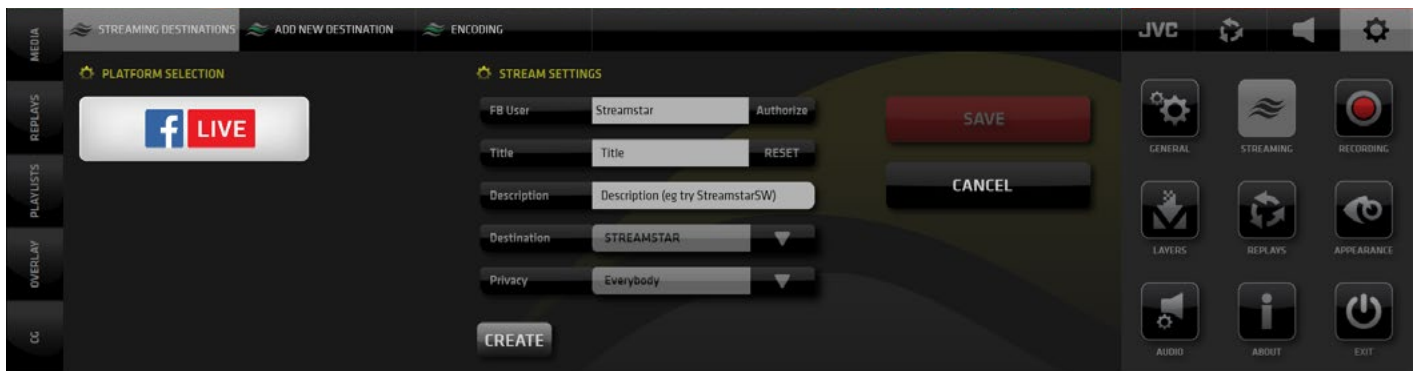 MEDIA
REPLAYS
PLAYLISTS
OVERLAY
CG
STREAMING DESTINATIONS
ADD NEW DESTINATION
ENCODING
JVC
PLATFORM SELECTION
f LIVE
STREAM SETTINGS
FB User Streamstar Authorize
Title Title RESET
Description Description (eg try StreamstarSW)
Destination STREAMSTAR
Privacy Everybody
CREATE
SAVE
CANCEL
GENERAL STREAMING RECORDING
LAYERS REPLAYS APPEARANCE
AUDIO ABOUT EXIT